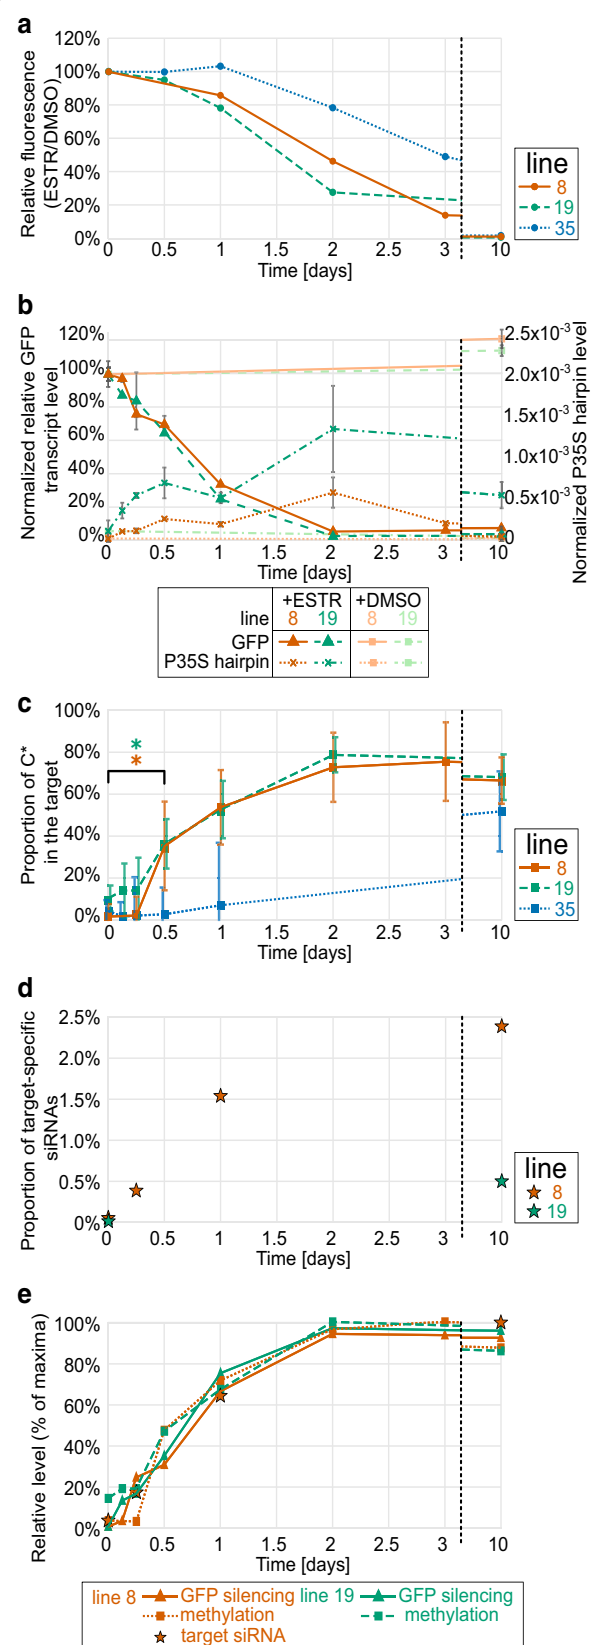 a
Relative fluorescence
(ESTR/DMSO)
120%
100%
80%
60%
40%
20%
0%
0 0.5 1 1.5 2 2.5 3 10
Time [days]
line
8
19
35
b
Normalized relative GFP
transcript level
120%
100%
80%
60%
40%
20%
0%
2.5x10-3
2.0x10-3
1.5x10-3
1.0x10-3
0.5x10-3
0
Normalized P35S hairpin level
0 0.5 1 1.5 2 2.5 3 10
Time [days]
+ESTR +DMSO
line 8 19 8 19
GFP
P35S hairpin
c
Proportion of C*
in the target
100%
80%
60%
40%
20%
0%
*
*
0 0.5 1 1.5 2 2.5 3 10
Time [days]
line
8
19
35
d
Proportion of target-specific
siRNAs
2.5%
2.0%
1.5%
1.0%
0.5%
0%
0 0.5 1 1.5 2 2.5 3 10
Time [days]
line
8
19
e
Relative level (% of maxima)
100%
80%
60%
40%
20%
0%
0 0.5 1 1.5 2 2.5 3 10
Time [days]
line 8 GFP silencing line 19 GFP silencing
methylation methylation
target siRNA